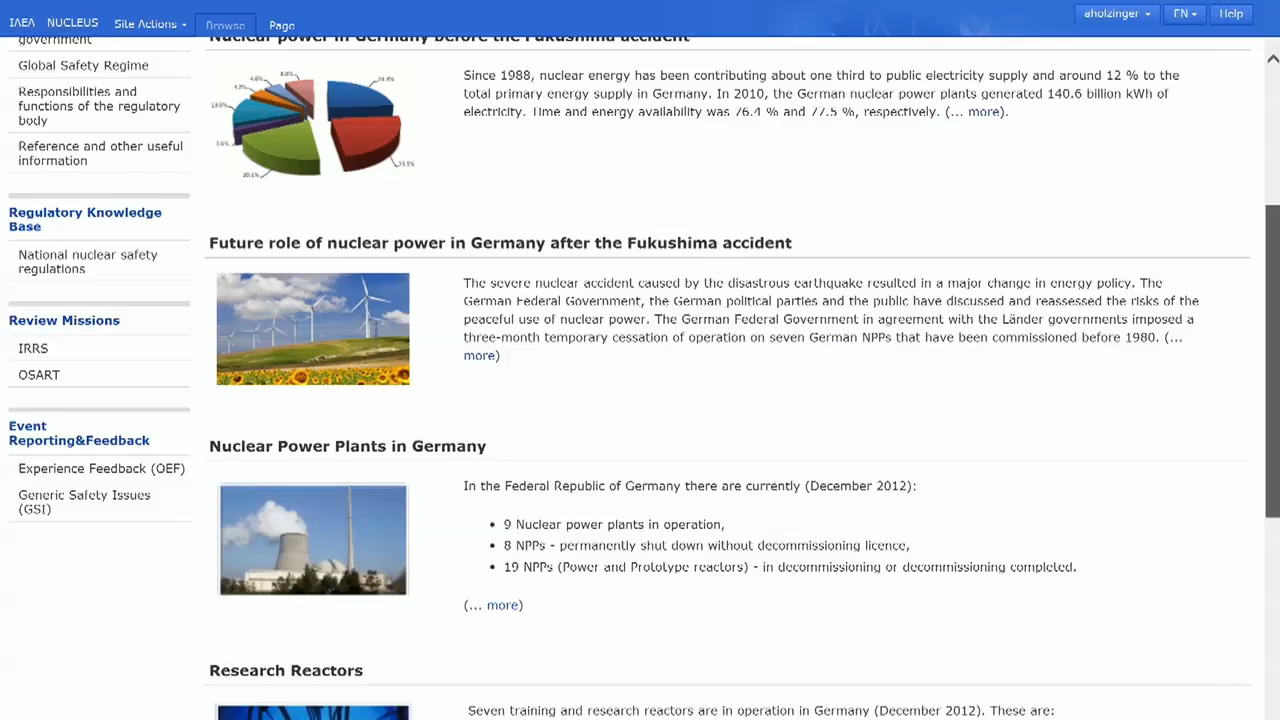 IAEA NUCLEUS Site Actions Browse Page aholzinger EN Help
government
Global Safety Regime
Responsibilities and
functions of the regulatory
body
Reference and other useful
information
Regulatory Knowledge
Base
National nuclear safety
regulations
Review Missions
IRRS
OSART
Event
Reporting&Feedback
Experience Feedback (OEF)
Generic Safety Issues
(GSI)
Nuclear power in Germany before the Fukushima accident
Since 1988, nuclear energy has been contributing about one third to public electricity supply and around 12 % to the
total primary energy supply in Germany. In 2010, the German nuclear power plants generated 140.6 billion kWh of
electricity. Time and energy availability was 76.4 % and 77.5 %, respectively. (... more).
Future role of nuclear power in Germany after the Fukushima accident
The severe nuclear accident caused by the disastrous earthquake resulted in a major change in energy policy. The
German Federal Government, the German political parties and the public have discussed and reassessed the risks of the
peaceful use of nuclear power. The German Federal Government in agreement with the Länder governments imposed a
three-month temporary cessation of operation on seven German NPPs that have been commissioned before 1980. (...
more)
Nuclear Power Plants in Germany
In the Federal Republic of Germany there are currently (December 2012):
• 9 Nuclear power plants in operation,
• 8 NPPs - permanently shut down without decommissioning licence,
• 19 NPPs (Power and Prototype reactors) - in decommissioning or decommissioning completed.
(... more)
Research Reactors
Seven training and research reactors are in operation in Germany (December 2012). These are: